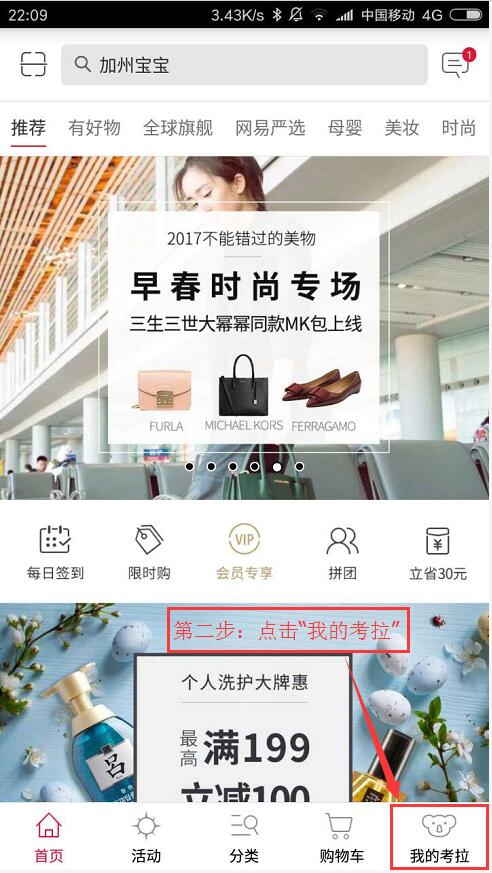 22:09 3.43K/s 中国移动 4G
加州宝宝
1
推荐 有好物 全球旗舰 网易严选 母婴 美妆 时尚
2017不能错过的美物
早春时尚专场
三生三世大幂幂同款MK包上线
FURLA MICHAEL KORS FERRAGAMO
VIP
¥
每日签到 限时购 会员专享 拼团 立省30元
第二步：点击“我的考拉”
个人洗护大牌惠
最高 满199
立减100
吕
首页 活动 分类 购物车 我的考拉